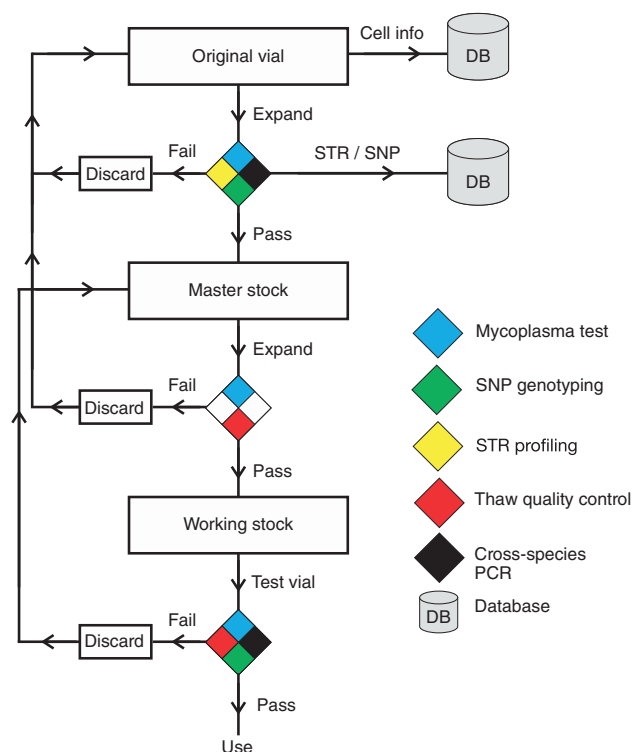 Original vial
Cell info
DB
Expand
Fail
Discard
STR / SNP
DB
Pass
Master stock
Expand
Fail
Discard
Pass
Working stock
Test vial
Fail
Discard
Pass
Use
Mycoplasma test
SNP genotyping
STR profiling
Thaw quality control
Cross-species
PCR
DB
Database